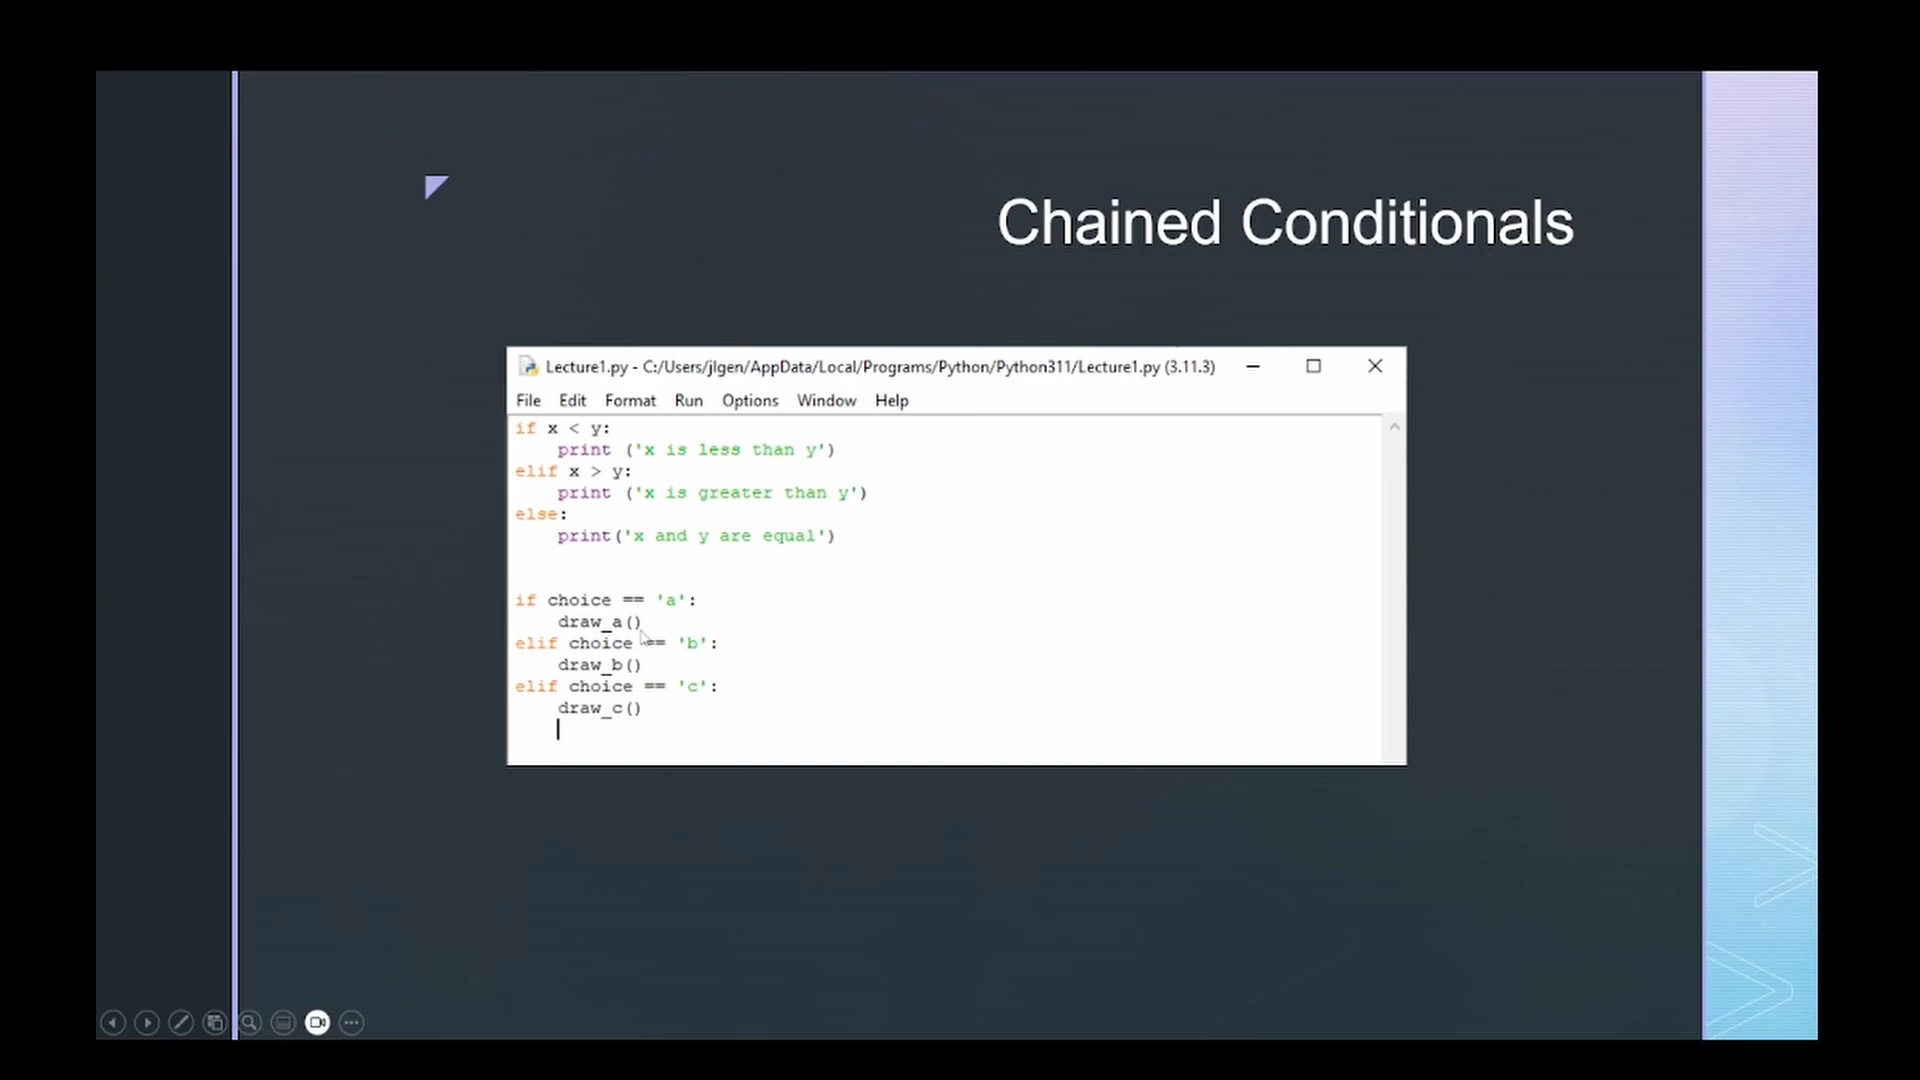 Chained Conditionals
Lecture1.py - C:/Users/jlgen/AppData/Local/Programs/Python/Python311/Lecture1.py (3.11.3)
File Edit Format Run Options Window Help
if x < y:
    print ('x is less than y')
elif x > y:
    print ('x is greater than y')
else:
    print('x and y are equal')
if choice == 'a':
    draw_a()
elif choice == 'b':
    draw_b()
elif choice == 'c':
    draw_c()